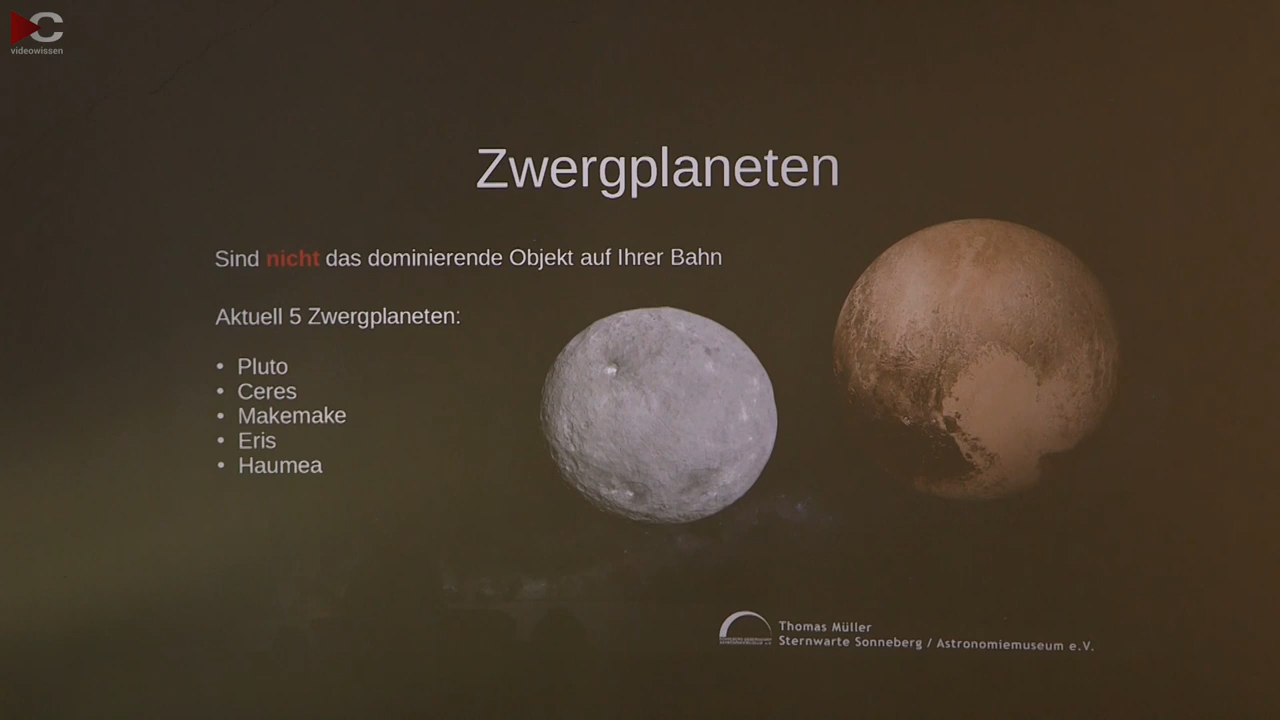 videowissen
Zwergplaneten
Sind nicht das dominierende Objekt auf Ihrer Bahn
Aktuell 5 Zwergplaneten:
• Pluto
• Ceres
• Makemake
• Eris
• Haumea
Thomas Müller
Sternwarte Sonneberg / Astronomiemuseum e.V.